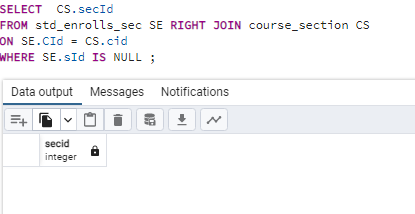 SELECT CS.secId
FROM std_enrolls_sec SE RIGHT JOIN course_section CS
ON SE.CId = CS.cid
WHERE SE.sId IS NULL ;
Data output Messages Notifications
secid
integer